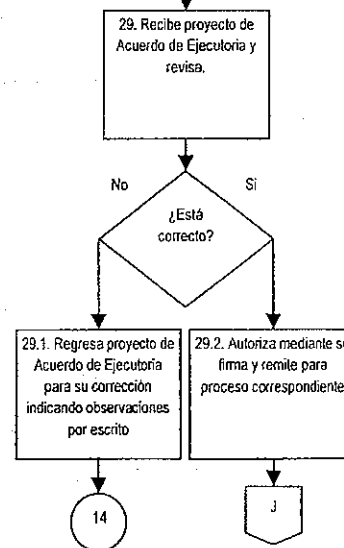 29. Recibe proyecto de
Acuerdo de Ejecutoria y
revisa.
No
Si
¿Está
correcto?
29.1. Regresa proyecto de
Acuerdo de Ejecutoria
para su corrección
indicando observaciones
por escrito
29.2. Autoriza mediante su
firma y remite para
proceso correspondiente
14
J